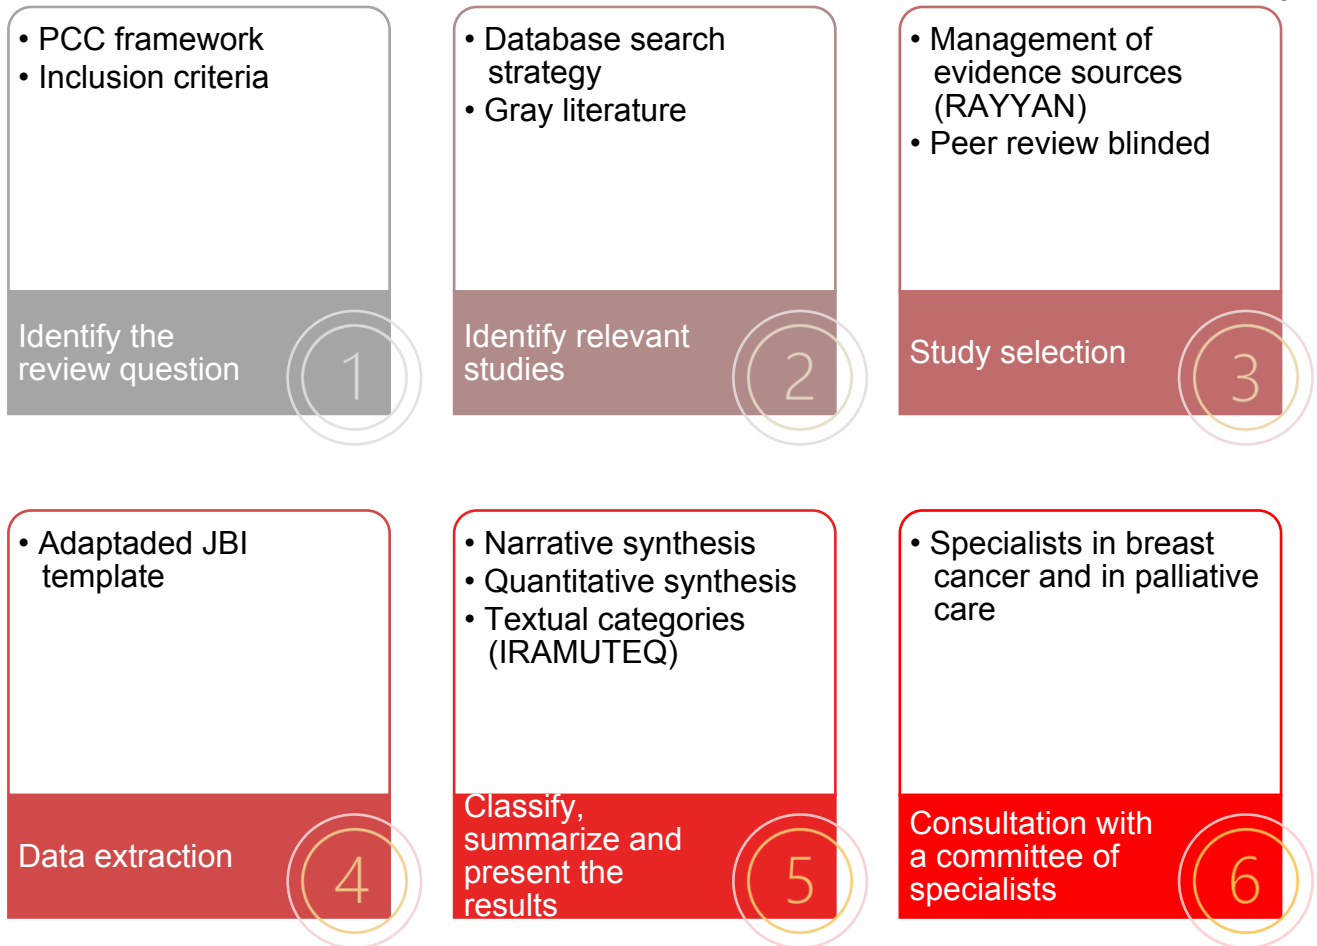 • PCC framework
• Inclusion criteria
Identify the
review question
1
• Database search
strategy
• Gray literature
Identify relevant
studies
2
• Management of
evidence sources
(RAYYAN)
• Peer review blinded
Study selection
3
• Adaptaded JBI
template
Data extraction
4
• Narrative synthesis
• Quantitative synthesis
• Textual categories
(IRAMUTEQ)
Classify,
summarize and
present the
results
5
• Specialists in breast
cancer and in palliative
care
Consultation with
a committee of
specialists
6